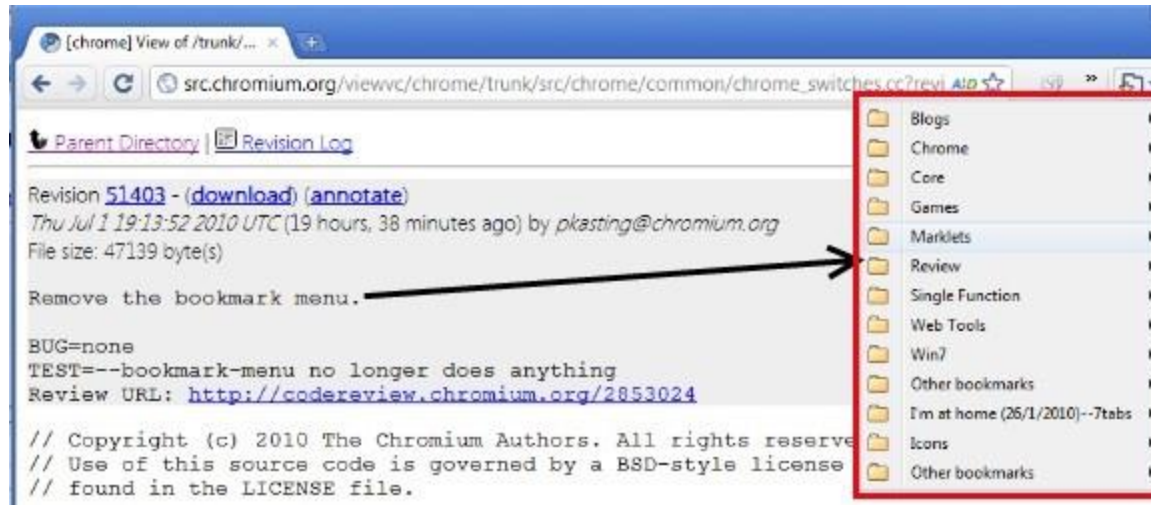 [chrome] View of /trunk/...
src.chromium.org/viewvc/chrome/trunk/src/chrome/common/chrome_switches.cc?revi
Parent Directory | Revision Log
Revision 51403 - (download) (annotate)
Thu Jul 1 19:13:52 2010 UTC (19 hours, 38 minutes ago) by pkasting@chromium.org
File size: 47139 byte(s)
Remove the bookmark menu.
BUG=none
TEST=--bookmark-menu no longer does anything
Review URL: http://codereview.chromium.org/2853024
// Copyright (c) 2010 The Chromium Authors. All rights reserve
// Use of this source code is governed by a BSD-style license
// found in the LICENSE file.
Blogs
Chrome
Core
Games
Marklets
Review
Single Function
Web Tools
Win7
Other bookmarks
I'm at home (26/1/2010)--7tabs
Icons
Other bookmarks